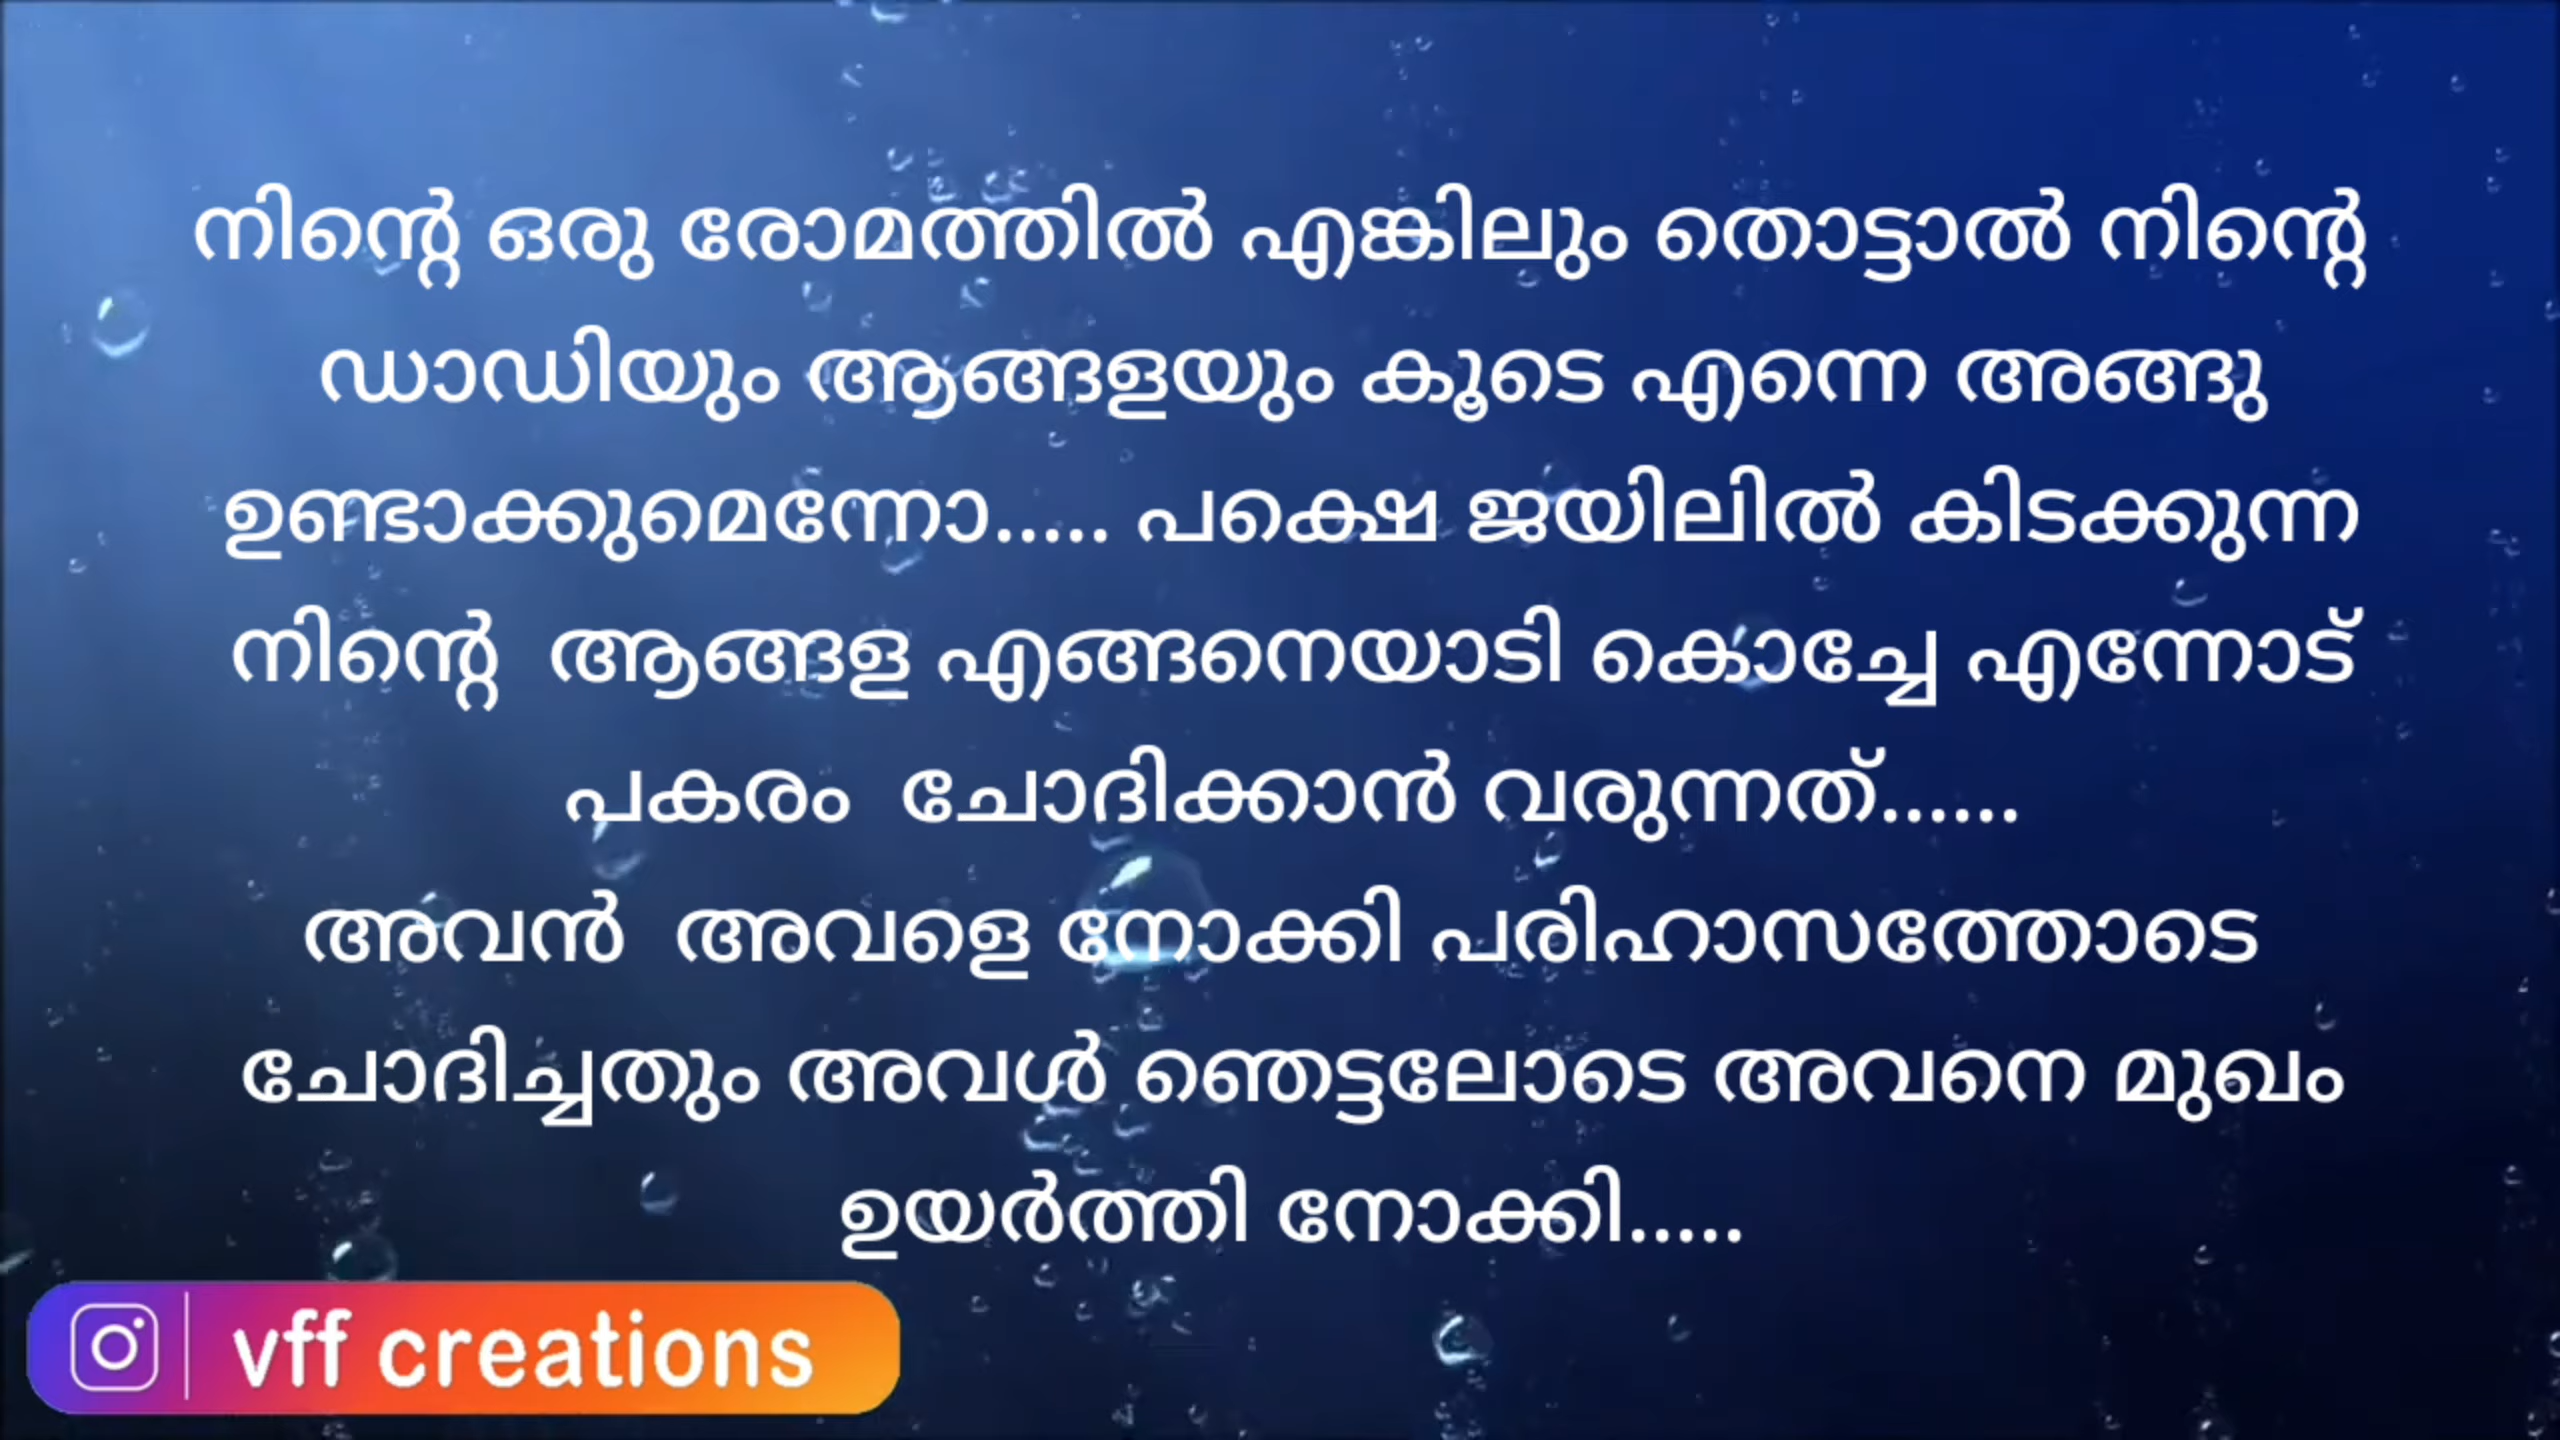 നിന്റെ ഒരു രോമത്തിൽ എങ്കിലും തൊട്ടാൽ നിന്റെ
ഡാഡിയും ആങ്ങളയും കൂടെ എന്നെ അങ്ങു
ഉണ്ടാക്കുമെന്നോ..... പക്ഷെ ജയിലിൽ കിടക്കുന്ന
നിന്റെ  ആങ്ങള എങ്ങനെയാടി കൊച്ചേ എന്നോട്
പകരം  ചോദിക്കാൻ വരുന്നത്......
അവൻ  അവളെ നോക്കി പരിഹാസത്തോടെ
ചോദിച്ചതും അവൾ ഞെട്ടലോടെ അവനെ മുഖം
ഉയർത്തി നോക്കി.....
vff creations